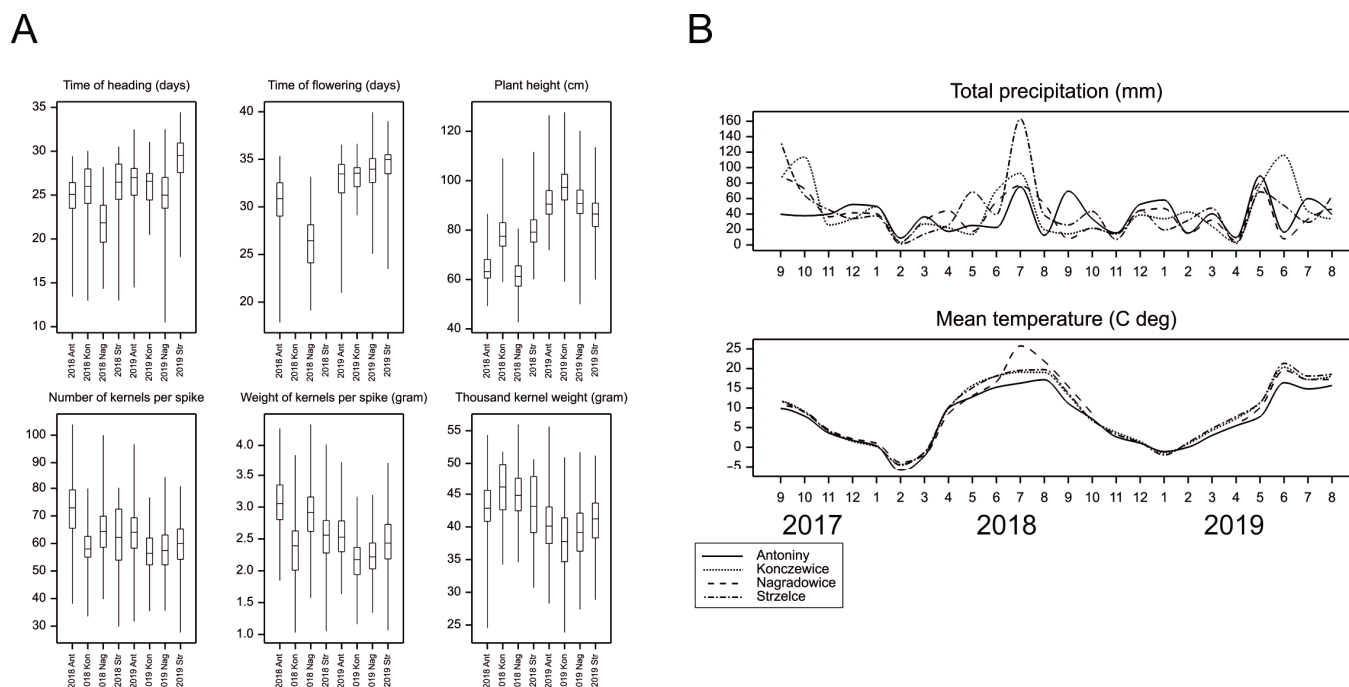 A
Time of heading (days)
35
30
25
20
15
10
2018 Ant
2018 Kon
2018 Nag
2018 Str
2019 Ant
2019 Kon
2019 Nag
2019 Str
Time of flowering (days)
40
35
30
25
20
2018 Ant
2018 Kon
2018 Nag
2018 Str
2019 Ant
2019 Kon
2019 Nag
2019 Str
Plant height (cm)
120
100
80
60
40
2018 Ant
2018 Kon
2018 Nag
2018 Str
2019 Ant
2019 Kon
2019 Nag
2019 Str
Number of kernels per spike
100
90
80
70
60
50
40
30
2018 Ant
018 Kon
018 Nag
2018 Str
2019 Ant
019 Kon
019 Nag
2019 Str
Weight of kernels per spike (gram)
4.0
3.5
3.0
2.5
2.0
1.5
1.0
2018 Ant
018 Kon
018 Nag
2018 Str
2019 Ant
019 Kon
019 Nag
2019 Str
Thousand kernel weight (gram)
55
50
45
40
35
30
25
2018 Ant
018 Kon
018 Nag
2018 Str
2019 Ant
019 Kon
019 Nag
2019 Str
B
Total precipitation (mm)
160
140
120
100
80
60
40
20
0
9 10 11 12 1 2 3 4 5 6 7 8 9 10 11 12 1 2 3 4 5 6 7 8
Mean temperature (C deg)
25
20
15
10
5
0
−5
9 10 11 12 1 2 3 4 5 6 7 8 9 10 11 12 1 2 3 4 5 6 7 8
2017 2018 2019
Antoniny
Konczewice
Nagradowice
Strzelce